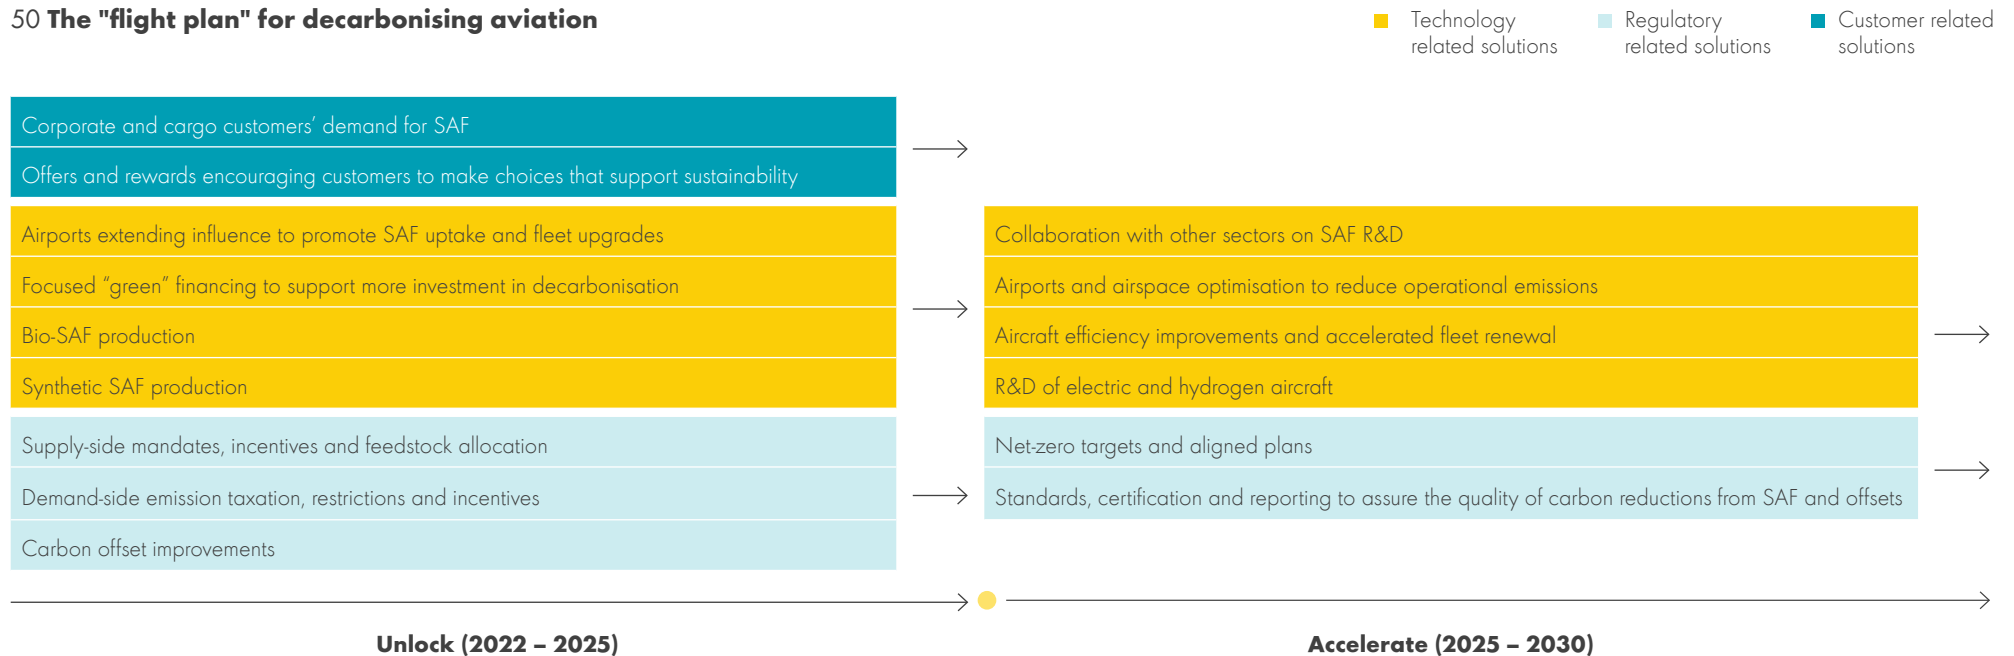 50 The "flight plan" for decarbonising aviation
Technology
related solutions
Regulatory
related solutions
Customer related
solutions
Corporate and cargo customers’ demand for SAF
Offers and rewards encouraging customers to make choices that support sustainability
Airports extending influence to promote SAF uptake and fleet upgrades
Focused “green” financing to support more investment in decarbonisation
Bio-SAF production
Synthetic SAF production
Supply-side mandates, incentives and feedstock allocation
Demand-side emission taxation, restrictions and incentives
Carbon offset improvements
Collaboration with other sectors on SAF R&D
Airports and airspace optimisation to reduce operational emissions
Aircraft efficiency improvements and accelerated fleet renewal
R&D of electric and hydrogen aircraft
Net-zero targets and aligned plans
Standards, certification and reporting to assure the quality of carbon reductions from SAF and offsets
Unlock (2022 – 2025)
Accelerate (2025 – 2030)